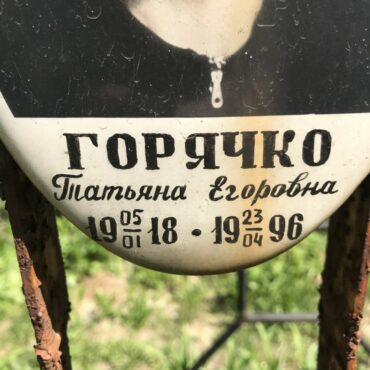 ГОРЯЧКО
Татьяна Егоровна
19 05/01 18 • 19 23/04 96